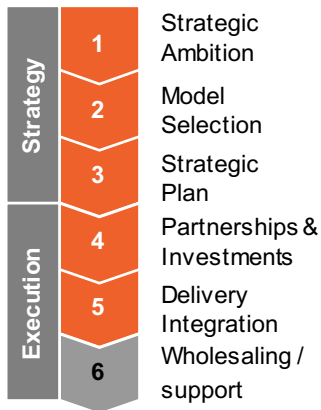 Strategy
1
Strategic
Ambition
2
Model
Selection
3
Strategic
Plan
Execution
4
Partnerships &
Investments
5
Delivery
Integration
6
Wholesaling /
support